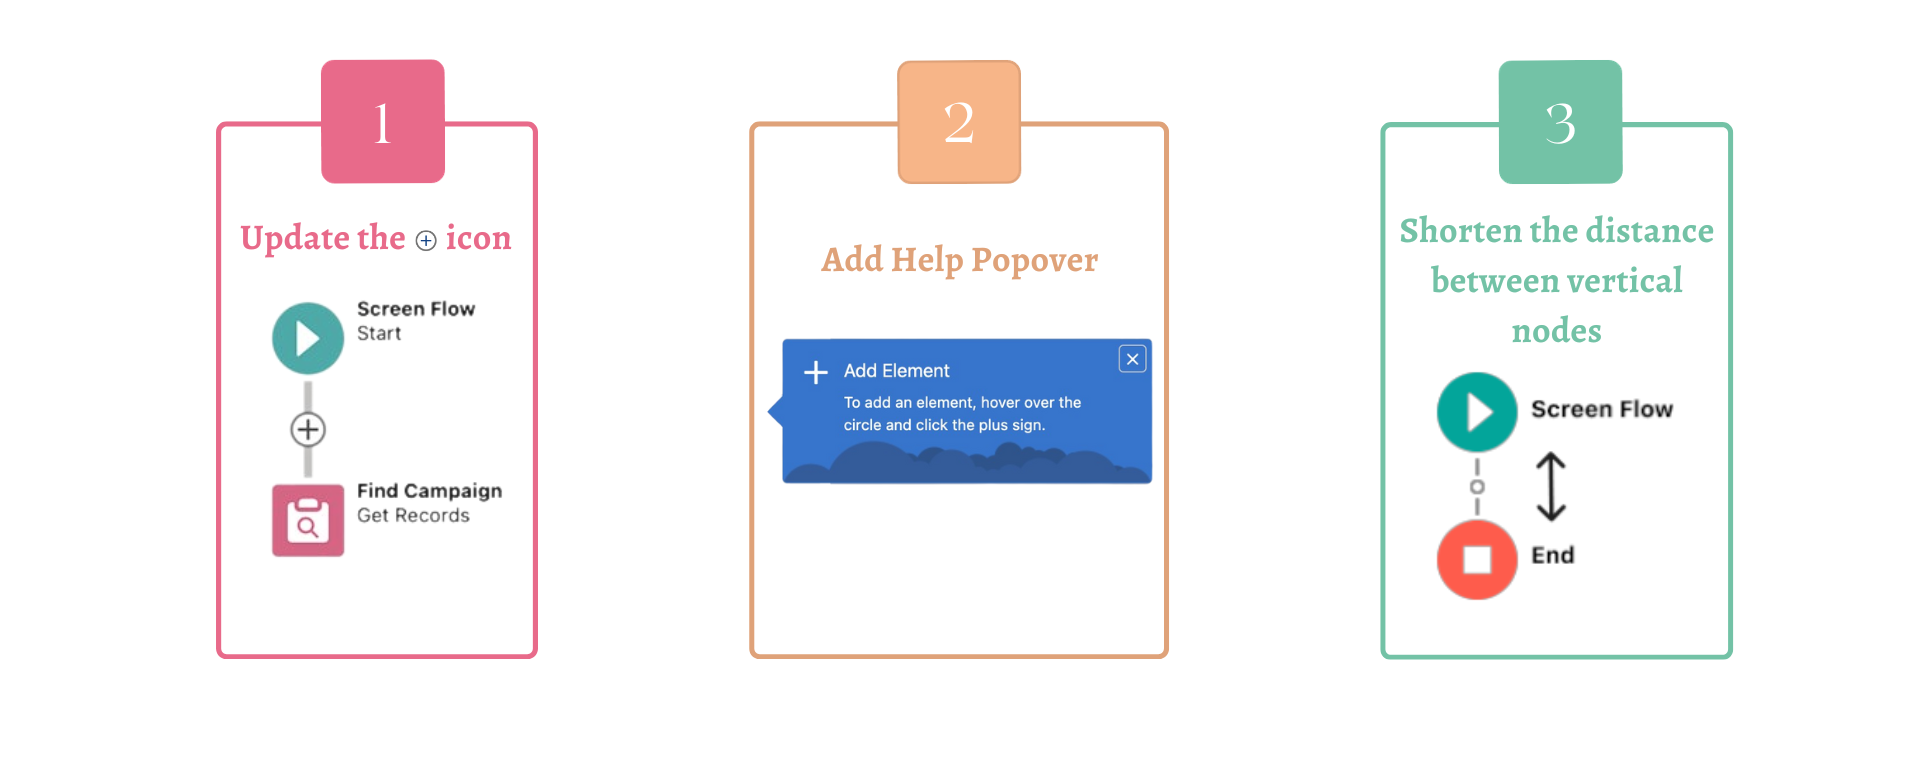 1
Update the icon
Screen Flow
Start
Find Campaign
Get Records
2
Add Help Popover
Add Element
To add an element, hover over the
circle and click the plus sign.
3
Shorten the distance
between vertical
nodes
Screen Flow
End